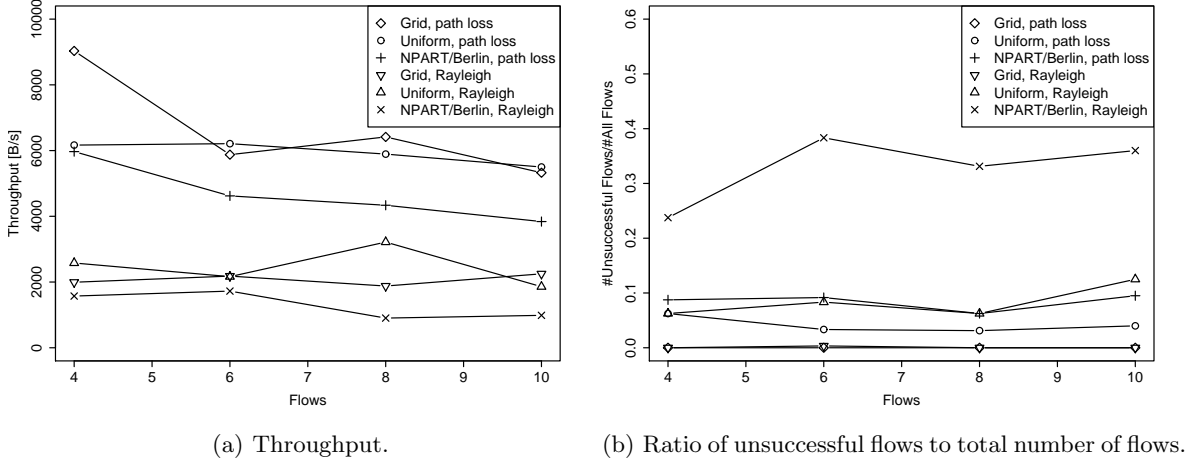 Throughput [B/s]
10000
8000
6000
4000
2000
0
Grid, path loss
Uniform, path loss
NPART/Berlin, path loss
Grid, Rayleigh
Uniform, Rayleigh
NPART/Berlin, Rayleigh
4 5 6 7 8 9 10
Flows
(a) Throughput.
#Unsuccessful Flows/#All Flows
0.6
0.5
0.4
0.3
0.2
0.1
0.0
Grid, path loss
Uniform, path loss
NPART/Berlin, path loss
Grid, Rayleigh
Uniform, Rayleigh
NPART/Berlin, Rayleigh
4 5 6 7 8 9 10
Flows
(b) Ratio of unsuccessful flows to total number of flows.